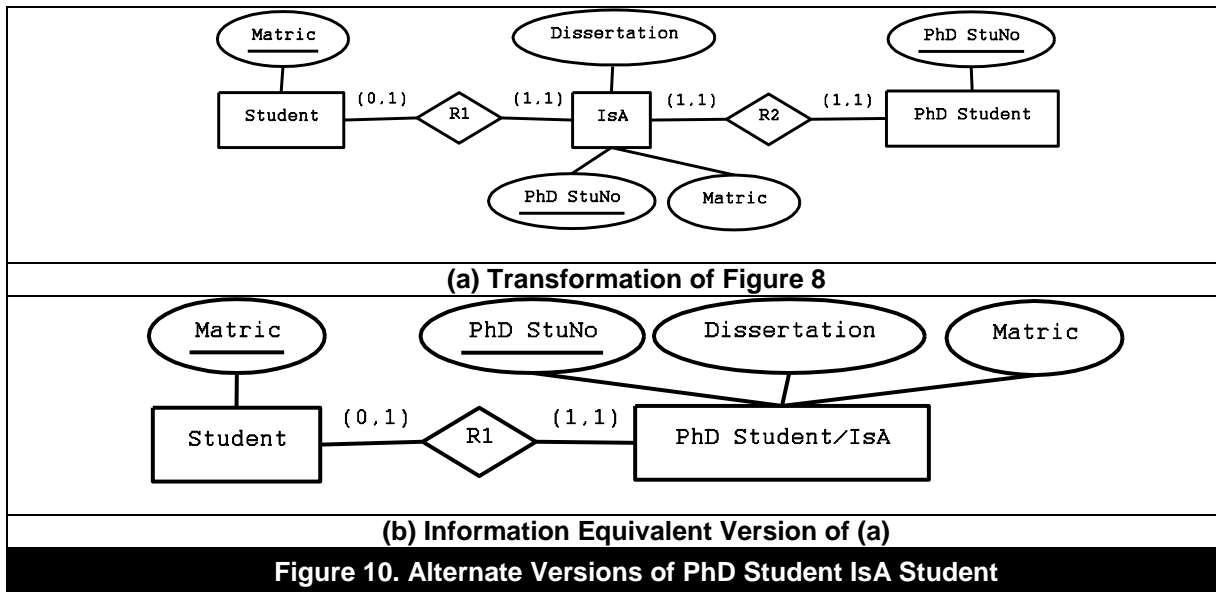 Matric Dissertation PhD StuNo
(0,1) (1,1) (1,1) (1,1)
Student R1 IsA R2 PhD Student
PhD StuNo Matric
(a) Transformation of Figure 8
Matric PhD StuNo Dissertation Matric
(0,1) (1,1)
Student R1 PhD Student/IsA
(b) Information Equivalent Version of (a)
Figure 10. Alternate Versions of PhD Student IsA Student